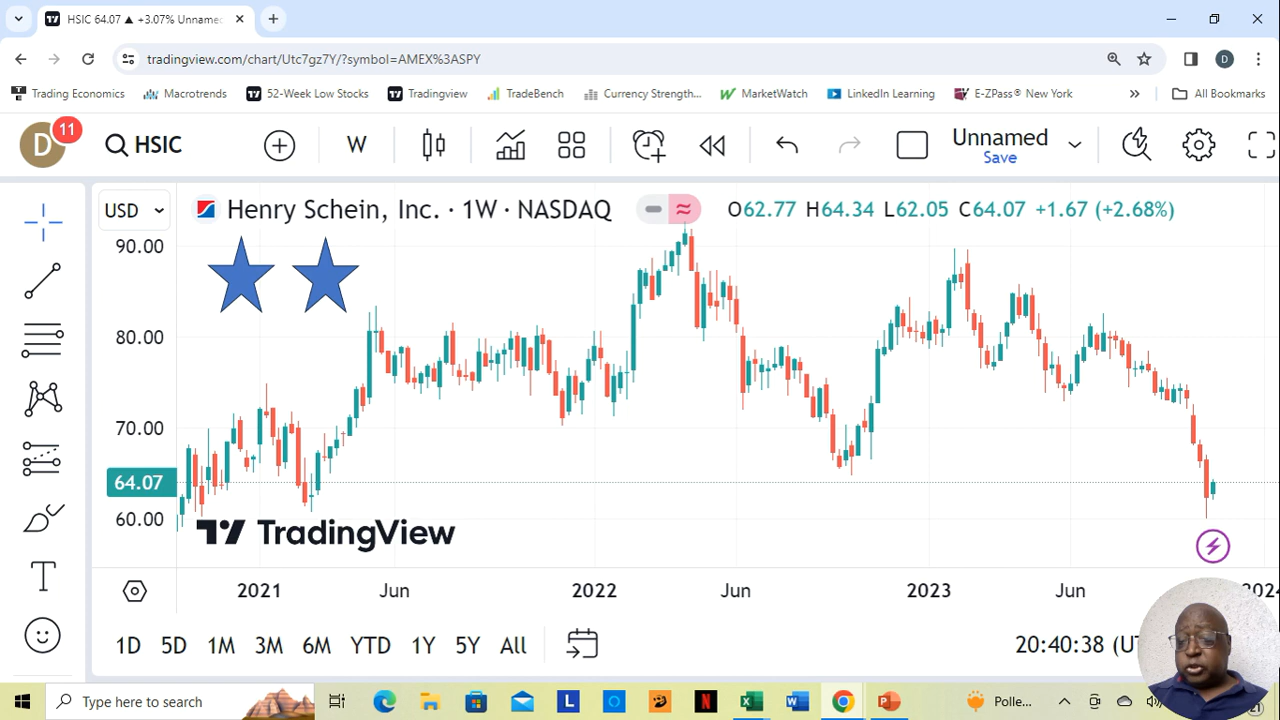 HSIC 64.07 ▲ +3.07% Unname
tradingview.com/chart/Utc7gz7Y/?symbol=AMEX%3ASPY
D
Trading Economics
Macrotrends
52-Week Low Stocks
Tradingview
TradeBench
Currency Strength...
MarketWatch
LinkedIn Learning
E-ZPass® New York
All Bookmarks
D
11
HSIC
W
Unnamed
Save
USD
Henry Schein, Inc. · 1W · NASDAQ
O62.77 H64.34 L62.05 C64.07 +1.67 (+2.68%)
90.00
80.00
70.00
64.07
60.00
TradingView
2021
Jun
2022
Jun
2023
Jun
1D
5D
1M
3M
6M
YTD
1Y
5Y
All
20:40:38 (UT
Type here to search
Polle...